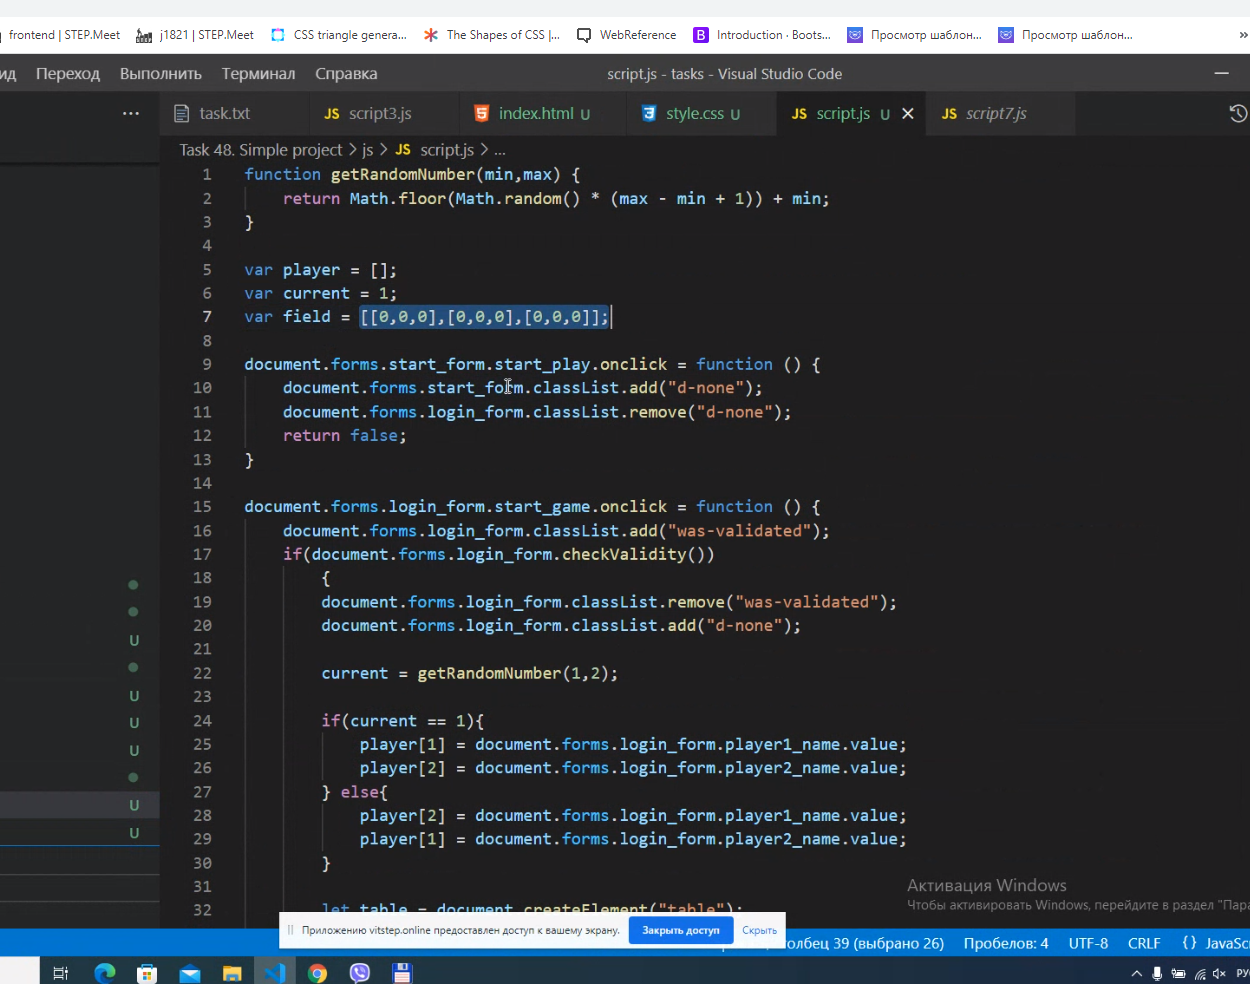 frontend | STEP.Meet j1821 | STEP.Meet CSS triangle genera... The Shapes of CSS |... WebReference Introduction · Boots... Просмотр шаблон... Просмотр шаблон... »
ид Переход Выполнить Терминал Справка script.js - tasks - Visual Studio Code
... task.txt JS script3.js index.html U style.css U JS script.js U JS script7.js
Task 48. Simple project > js > JS script.js > ...
1 function getRandomNumber(min,max) {
2 return Math.floor(Math.random() * (max - min + 1)) + min;
3 }
4
5 var player = [];
6 var current = 1;
7 var field = [[0,0,0],[0,0,0],[0,0,0]];
8
9 document.forms.start_form.start_play.onclick = function () {
10 document.forms.start_form.classList.add("d-none");
11 document.forms.login_form.classList.remove("d-none");
12 return false;
13 }
14
15 document.forms.login_form.start_game.onclick = function () {
16 document.forms.login_form.classList.add("was-validated");
17 if(document.forms.login_form.checkValidity())
18 {
19 document.forms.login_form.classList.remove("was-validated");
20 document.forms.login_form.classList.add("d-none");
21
22 current = getRandomNumber(1,2);
23
24 if(current == 1){
25 player[1] = document.forms.login_form.player1_name.value;
26 player[2] = document.forms.login_form.player2_name.value;
27 } else{
28 player[2] = document.forms.login_form.player1_name.value;
29 player[1] = document.forms.login_form.player2_name.value;
30 }
31
32 let table = document.createElement("table");
U
U
U
U
U
U
Активация Windows
Чтобы активировать Windows, перейдите в раздел "Пара
Приложению vitstep.online предоставлен доступ к вашему экрану. Закрыть доступ Скрыть
олбец 39 (выбрано 26) Пробелов: 4 UTF-8 CRLF {} JavaSc
РУ